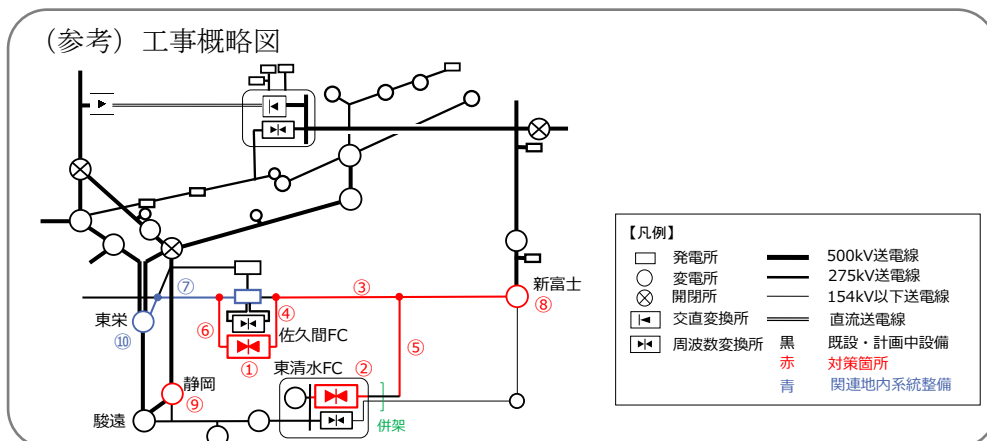 （参考）工事概略図
新富士
⑧
③
⑦
④
佐久間FC
東栄
⑩
⑥
①
⑤
東清水FC
②
静岡
⑨
駿遠
併架
【凡例】
発電所
500kV送電線
変電所
275kV送電線
開閉所
154kV以下送電線
交直変換所
直流送電線
周波数変換所
黒
既設・計画中設備
赤
対策箇所
青
関連地内系統整備